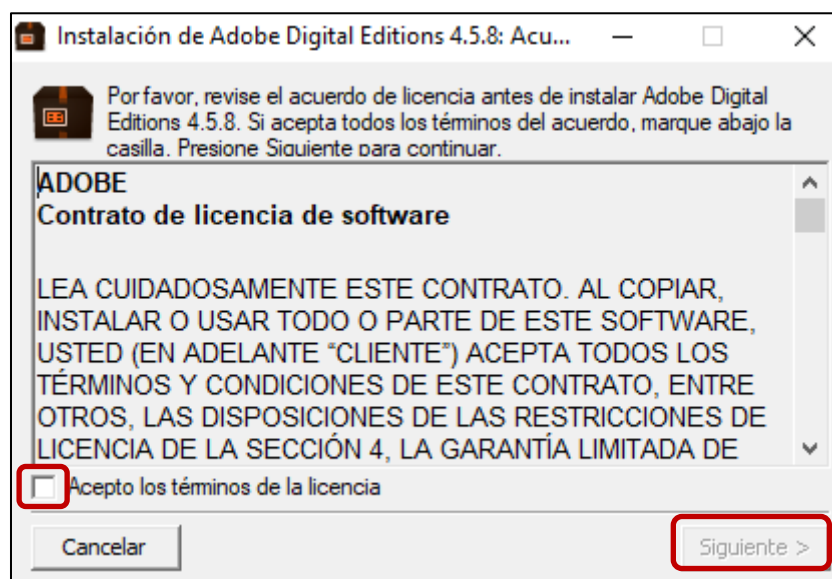 Instalación de Adobe Digital Editions 4.5.8: Acu...
Por favor, revise el acuerdo de licencia antes de instalar Adobe Digital
Editions 4.5.8. Si acepta todos los términos del acuerdo, marque abajo la
casilla. Presione Siguiente para continuar.
ADOBE
Contrato de licencia de software
LEA CUIDADOSAMENTE ESTE CONTRATO. AL COPIAR,
INSTALAR O USAR TODO O PARTE DE ESTE SOFTWARE,
USTED (EN ADELANTE “CLIENTE”) ACEPTA TODOS LOS
TÉRMINOS Y CONDICIONES DE ESTE CONTRATO, ENTRE
OTROS, LAS DISPOSICIONES DE LAS RESTRICCIONES DE
LICENCIA DE LA SECCIÓN 4, LA GARANTÍA LIMITADA DE
Acepto los términos de la licencia
Cancelar
Siguiente >